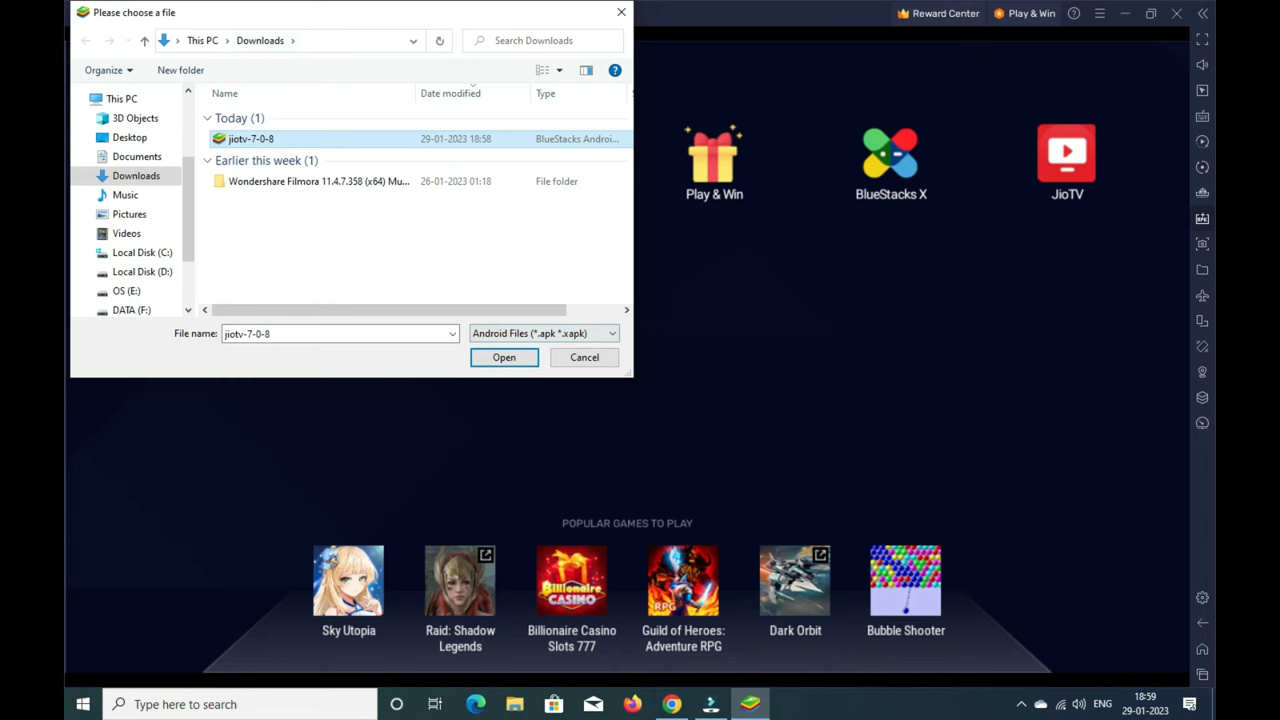 Please choose a file
Reward Center
Play & Win
This PC
Downloads
Search Downloads
Organize
New folder
Name
Date modified
Type
This PC
3D Objects
Desktop
Documents
Downloads
Music
Pictures
Videos
Local Disk (C:)
Local Disk (D:)
OS (E:)
DATA (F:)
Today (1)
jiotv-7-0-8 29-01-2023 18:58 BlueStacks Androi...
Earlier this week (1)
Wondershare Filmora 11.4.7.358 (x64) Mu... 26-01-2023 01:18 File folder
File name: jiotv-7-0-8
Android Files (*.apk *.xapk)
Open
Cancel
Play & Win
BlueStacks X
JioTV
POPULAR GAMES TO PLAY
Billionaire
CASINO
RPG
Sky Utopia
Raid: Shadow
Legends
Billionaire Casino
Slots 777
Guild of Heroes:
Adventure RPG
Dark Orbit
Bubble Shooter
Type here to search
ENG
18:59
29-01-2023